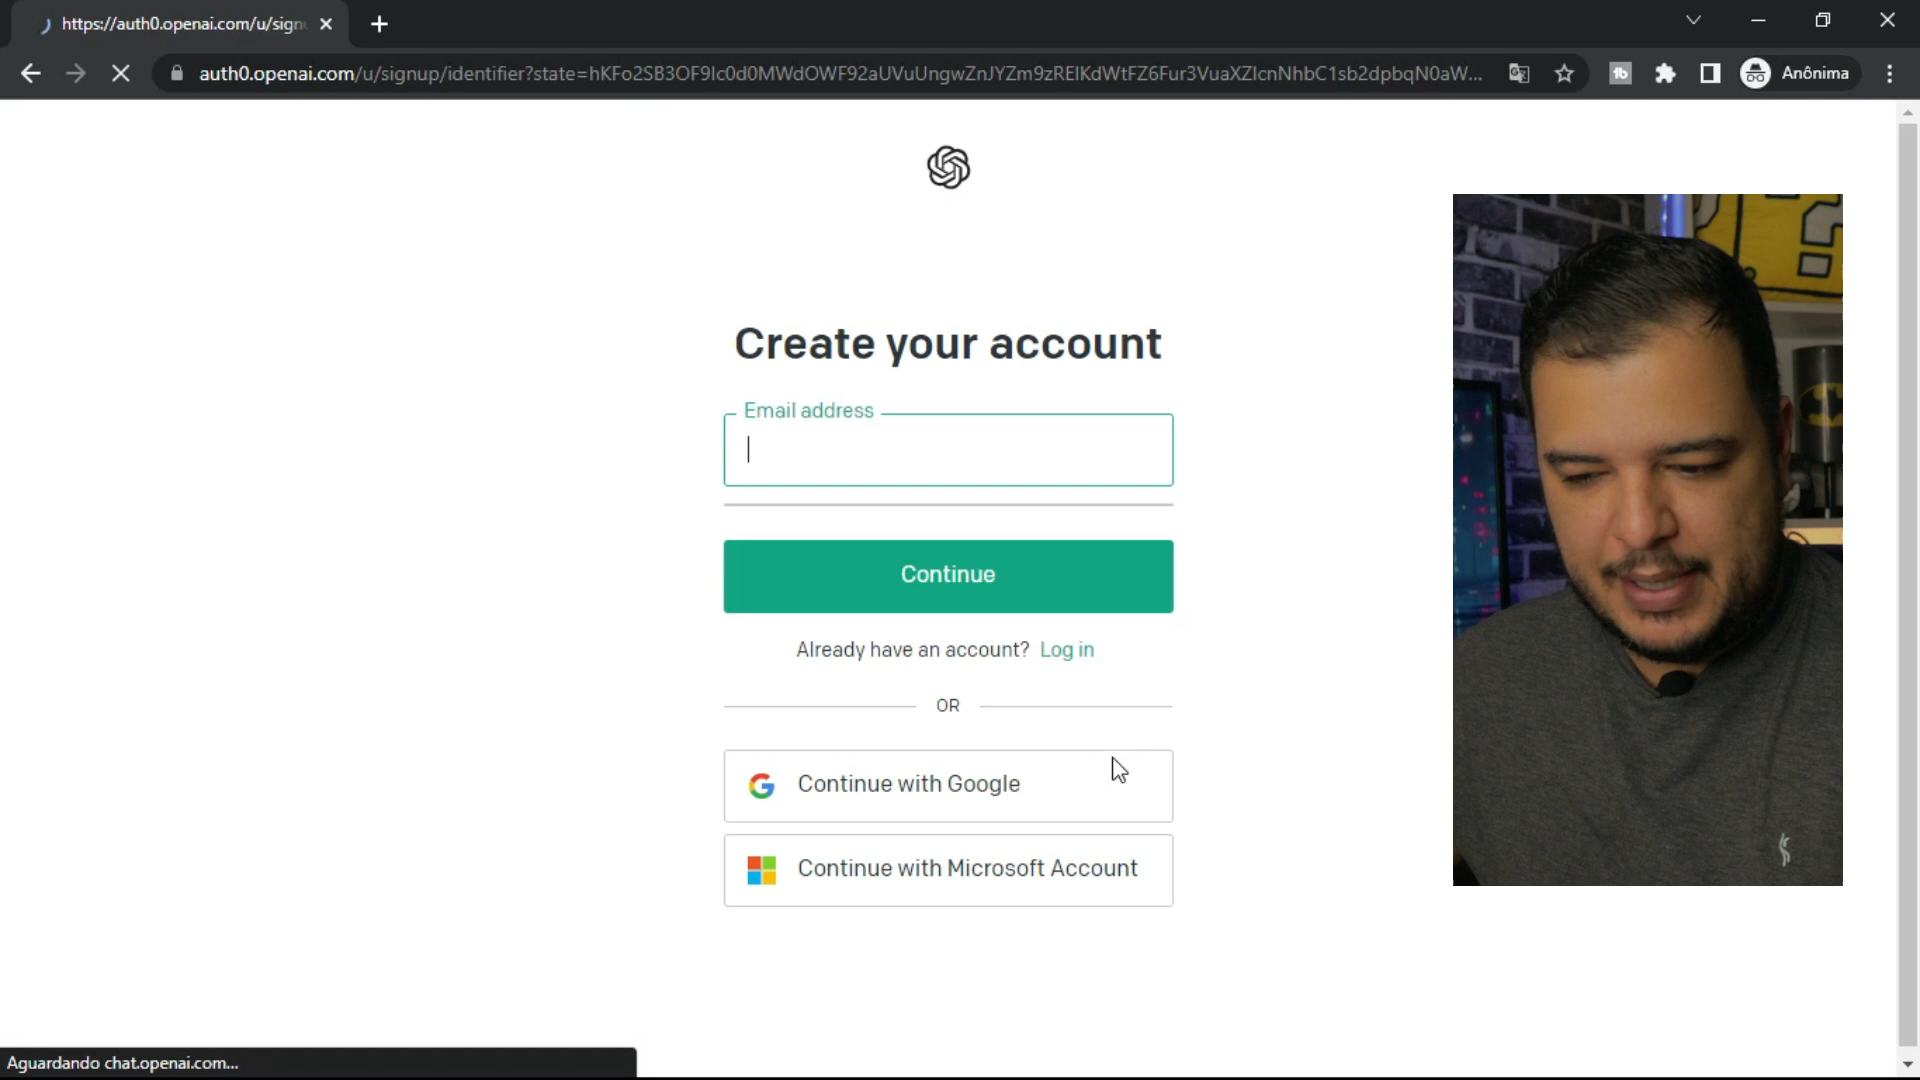 https://auth0.openai.com/u/sign
auth0.openai.com/u/signup/identifier?state=hKFo2SB3OF9lc0d0MWdOWF92aUVuUngwZnJYZm9zRElKdWtFZ6Fur3VuaXZlcnNhbC1sb2dpbqN0aW...
Anônima
Create your account
Email address
Continue
Already have an account? Log in
OR
Continue with Google
Continue with Microsoft Account
Aguardando chat.openai.com...